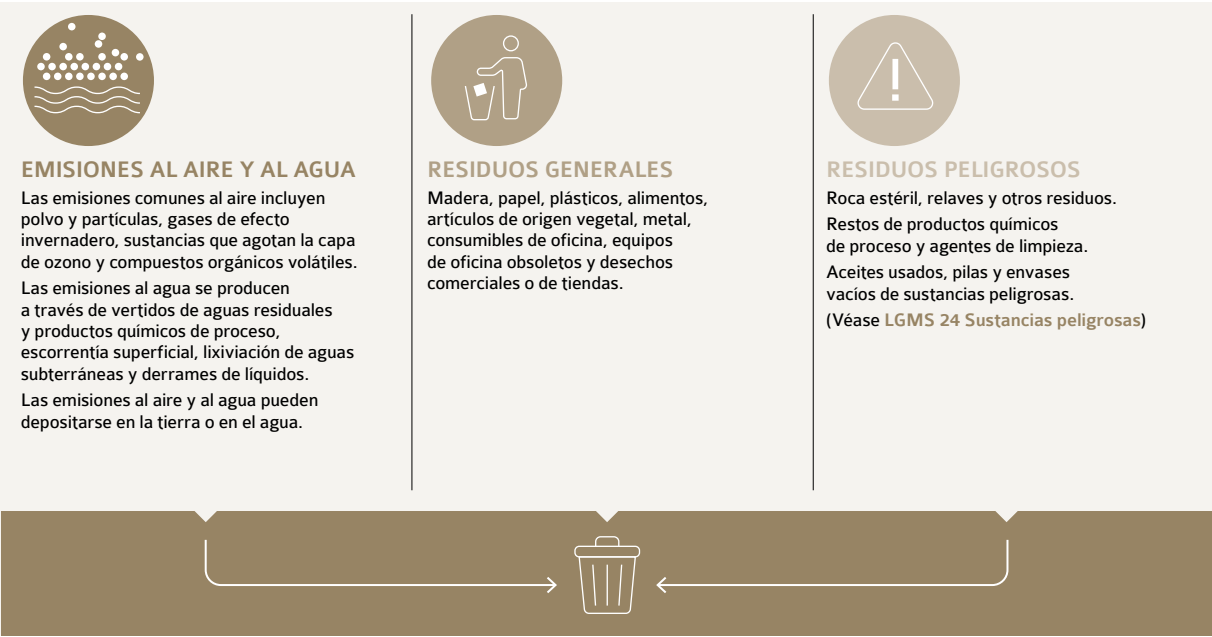 EMISIONES AL AIRE Y AL AGUA
Las emisiones comunes al aire incluyen
polvo y partículas, gases de efecto
invernadero, sustancias que agotan la capa
de ozono y compuestos orgánicos volátiles.
Las emisiones al agua se producen
a través de vertidos de aguas residuales
y productos químicos de proceso,
escorrentía superficial, lixiviación de aguas
subterráneas y derrames de líquidos.
Las emisiones al aire y al agua pueden
depositarse en la tierra o en el agua.
RESIDUOS GENERALES
Madera, papel, plásticos, alimentos,
artículos de origen vegetal, metal,
consumibles de oficina, equipos
de oficina obsoletos y desechos
comerciales o de tiendas.
RESIDUOS PELIGROSOS
Roca estéril, relaves y otros residuos.
Restos de productos químicos
de proceso y agentes de limpieza.
Aceites usados, pilas y envases
vacíos de sustancias peligrosas.
(Véase LGMS 24 Sustancias peligrosas)